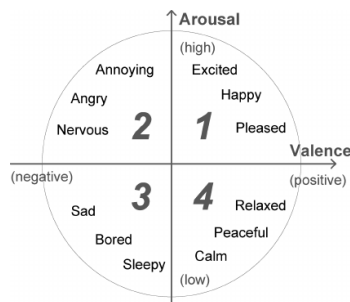 Arousal
(high)
Annoying
Excited
Angry
Happy
Nervous
2
1
Pleased
Valence
(negative)
(positive)
3
4
Sad
Relaxed
Bored
Peaceful
Sleepy
Calm
(low)